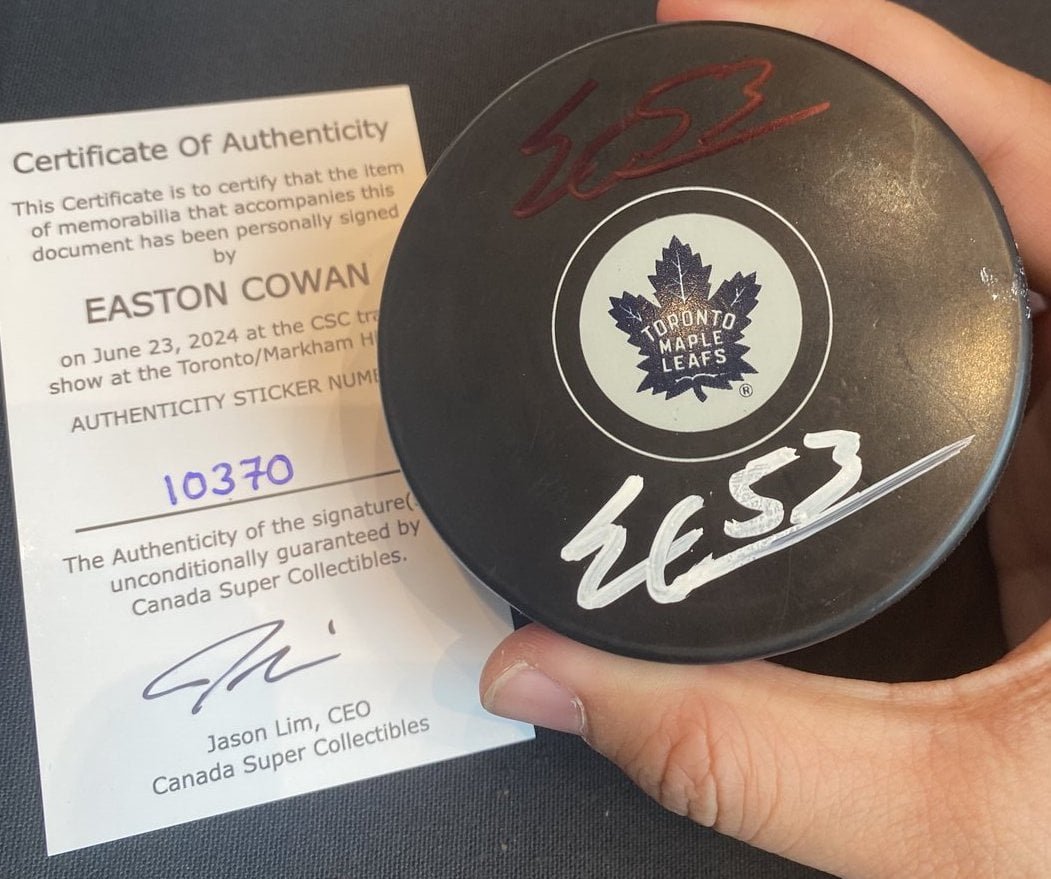 Certificate Of Authenticity
This Certificate is to certify that the item
of memorabilia that accompanies this
document has been personally signed
by
EASTON COWAN
on June 23, 2024 at the CSC
show at the Toronto/Markham
AUTHENTICITY STICKER
10370
The Authenticity of the
unconditionally guaranteed by
Canada Super Collectibles.
Jason Lim, CEO
Canada Super Collectibles
53
TORONTO
MAPLE
LEAFS
®
53